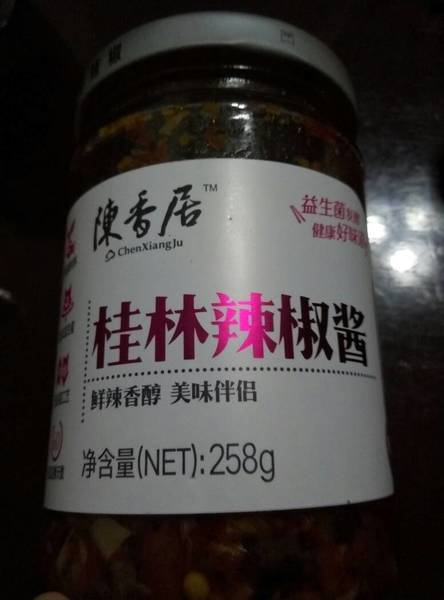 陳香居™
ChenXiangJu
益生菌发酵
健康好味道
桂林辣椒酱
鲜辣香醇 美味伴侣
净含量(NET):258g